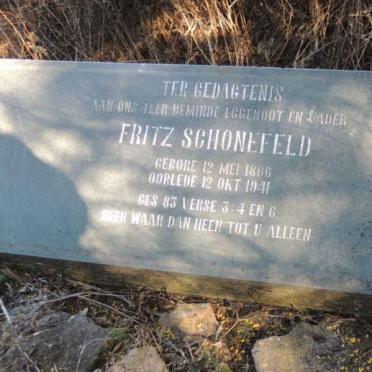 TER GEDAGTENIS
AAN ONS TEER BEMINDE EGGENOOT EN VADER
FRITZ SCHONEFELD
GEBORE 12 MEI 1866
OORLEDE 12 OKT 1941
GES 83 VERSE 3-4 EN 6
HEER WAAR DAN HEEN TOT U ALLEEN